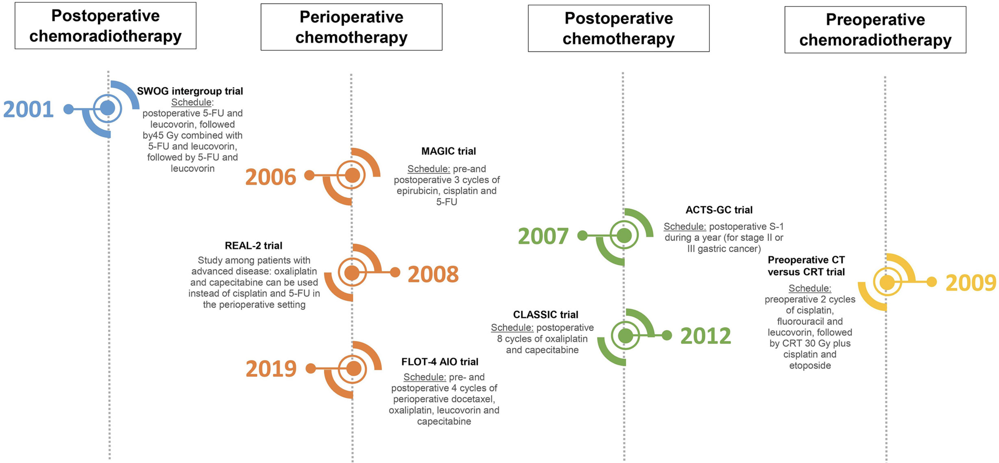 Postoperative
chemoradiotherapy
2001
SWOG intergroup trial
Schedule:
postoperative 5-FU and
leucovorin, followed
by45 Gy combined with
5-FU and leucovorin,
followed by 5-FU and
leucovorin
Perioperative
chemotherapy
2006
MAGIC trial
Schedule: pre-and
postoperative 3 cycles of
epirubicin, cisplatin and
5-FU
REAL-2 trial
Study among patients with
advanced disease: oxaliplatin
and capecitabine can be used
instead of cisplatin and 5-FU in
the perioperative setting
2008
2019
FLOT-4 AIO trial
Schedule: pre- and
postoperative 4 cycles of
perioperative docetaxel,
oxaliplatin, leucovorin and
capecitabine
Postoperative
chemotherapy
2007
ACTS-GC trial
Schedule: postoperative S-1
during a year (for stage II or
III gastric cancer)
CLASSIC trial
Schedule: postoperative
8 cycles of oxaliplatin
and capecitabine
2012
Preoperative
chemoradiotherapy
Preoperative CT
versus CRT trial
Schedule:
preoperative 2 cycles
of cisplatin,
fluorouracil and
leucovorin, followed
by CRT 30 Gy plus
cisplatin and
etoposide
2009